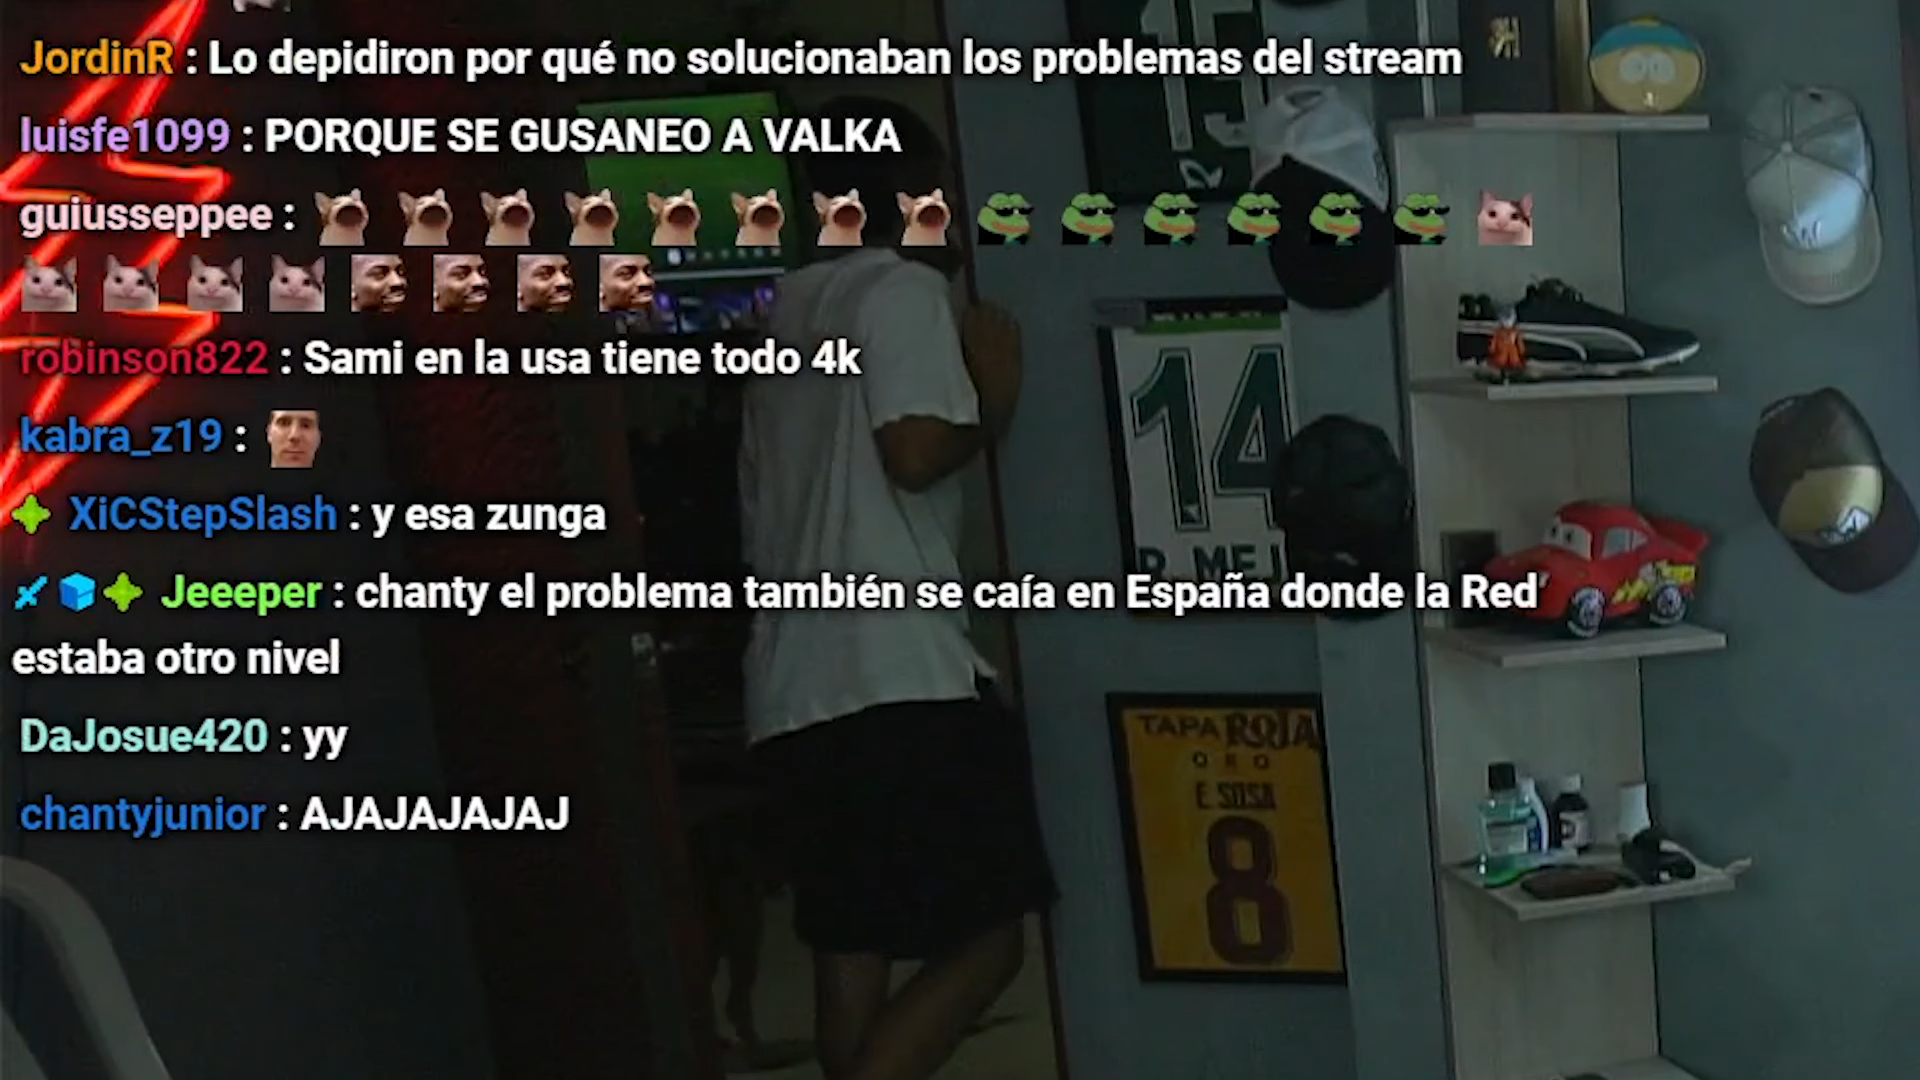 JordinR : Lo depidiron por qué no solucionaban los problemas del stream
luisfe1099 : PORQUE SE GUSANEO A VALKA
guiusseppee :
robinson822 : Sami en la usa tiene todo 4k
kabra_z19 :
XiCStepSlash : y esa zunga
Jeeeper : chanty el problema también se caía en España donde la Red
estaba otro nivel
DaJosue420 : yy
chantyjunior : AJAJAJAJAJ
15
14
TAPA ROJA
ORO
E SOSA
8